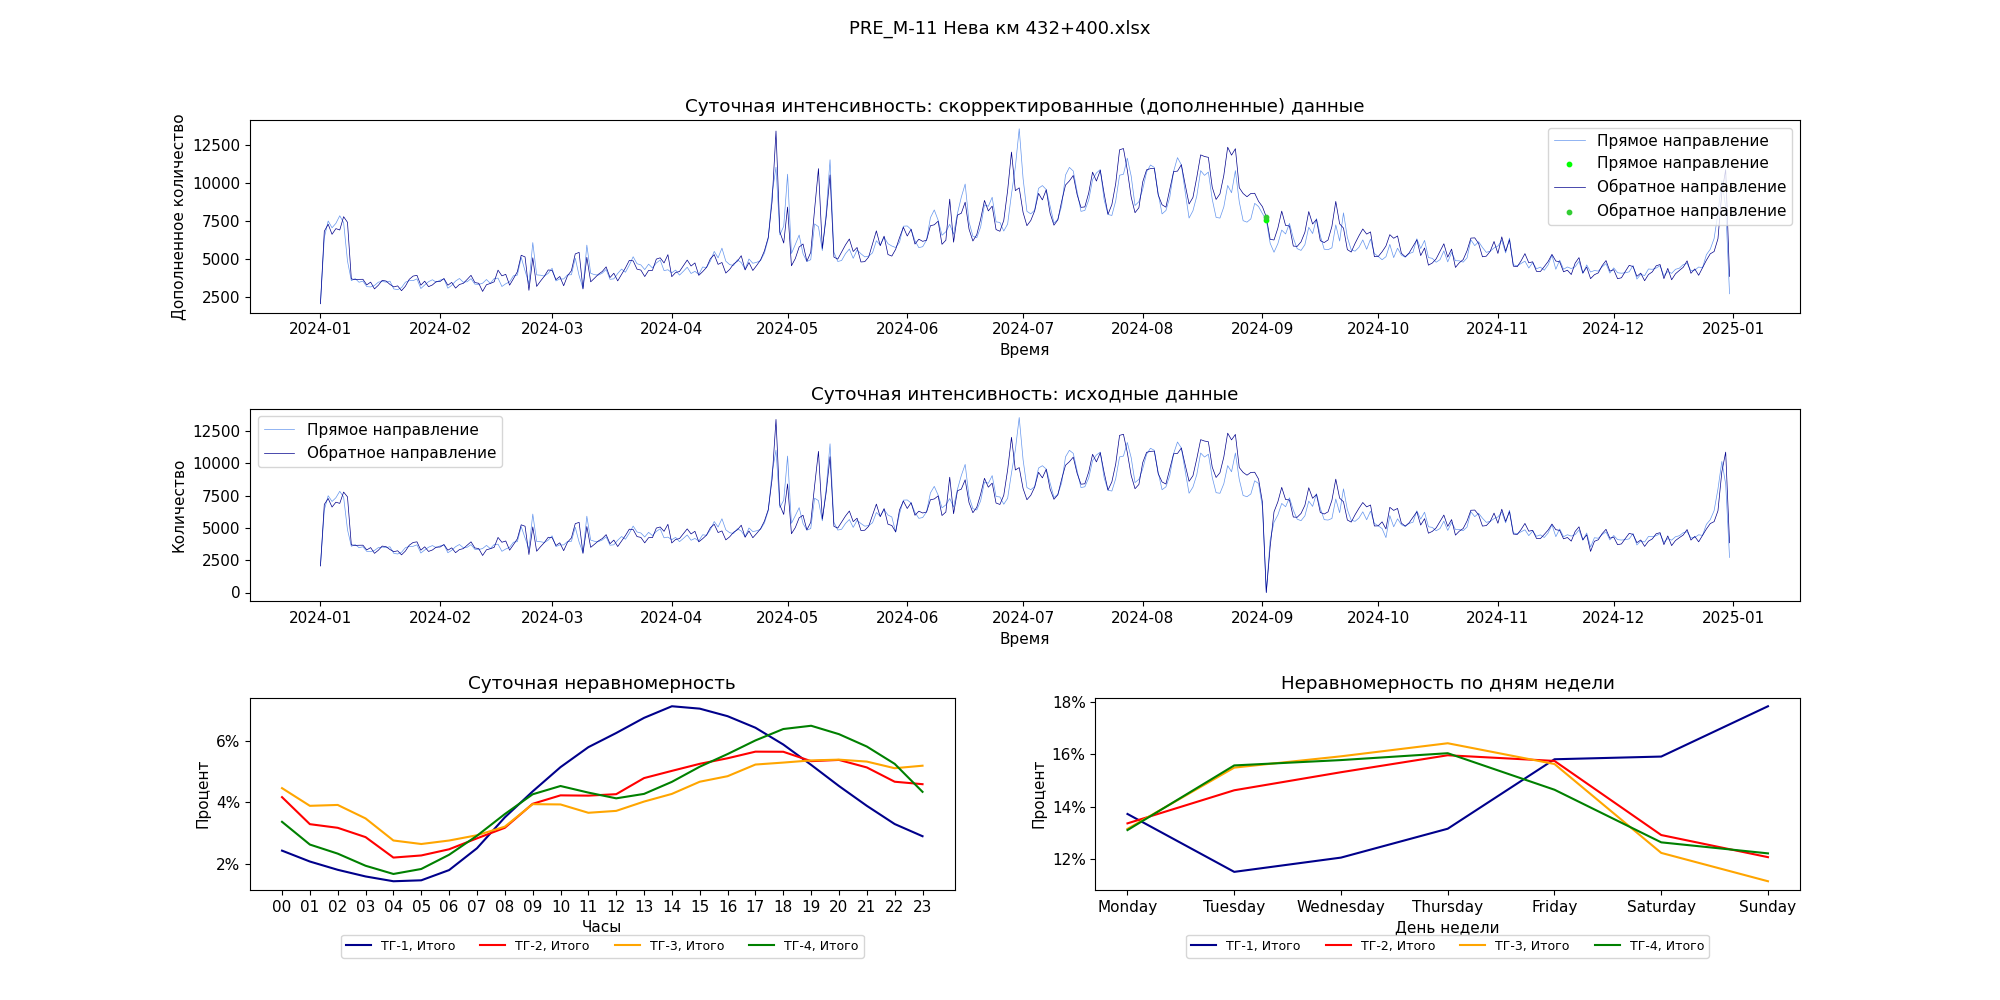 PRE_M-11 Нева км 432+400.xlsx
Суточная интенсивность: скорректированные (дополненные) данные
Дополненное количество
12500
10000
7500
5000
2500
Прямое направление
Прямое направление
Обратное направление
Обратное направление
2024-01 2024-02 2024-03 2024-04 2024-05 2024-06 2024-07 2024-08 2024-09 2024-10 2024-11 2024-12 2025-01
Время
Суточная интенсивность: исходные данные
Количество
12500
10000
7500
5000
2500
0
Прямое направление
Обратное направление
2024-01 2024-02 2024-03 2024-04 2024-05 2024-06 2024-07 2024-08 2024-09 2024-10 2024-11 2024-12 2025-01
Время
Суточная неравномерность
Процент
6%
4%
2%
00 01 02 03 04 05 06 07 08 09 10 11 12 13 14 15 16 17 18 19 20 21 22 23
Часы
ТГ-1, Итого ТГ-2, Итого ТГ-3, Итого ТГ-4, Итого
Неравномерность по дням недели
Процент
18%
16%
14%
12%
Monday Tuesday Wednesday Thursday Friday Saturday Sunday
День недели
ТГ-1, Итого ТГ-2, Итого ТГ-3, Итого ТГ-4, Итого